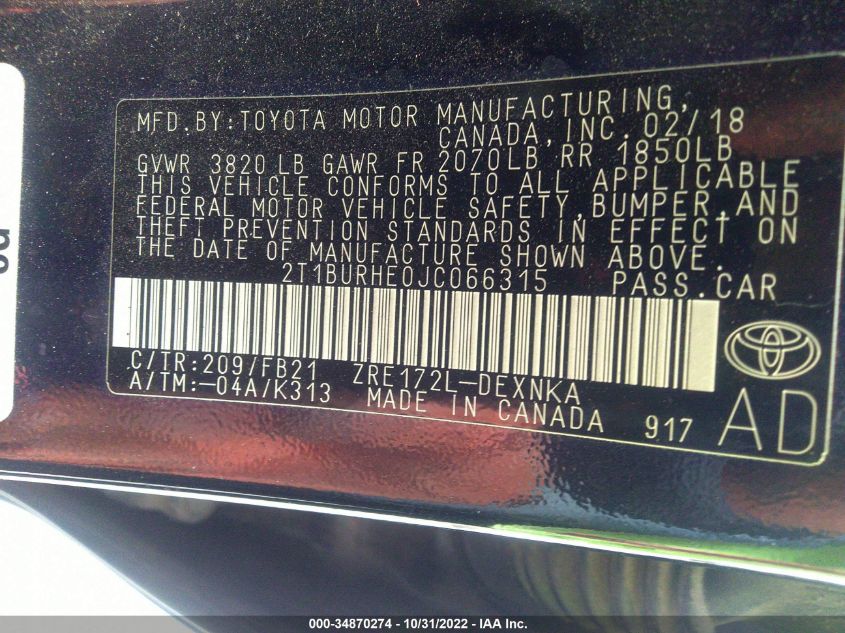 MFD.BY:TOYOTA MOTOR MANUFACTURING,
CANADA,INC. 02/18
GVWR 3820 LB GAWR FR 2070LB RR 1850LB
THIS VEHICLE CONFORMS TO ALL APPLICABLE
FEDERAL MOTOR VEHICLE SAFETY,BUMPER,AND
THEFT PREVENTION STANDARDS IN EFFECT ON
THE DATE OF MANUFACTURE SHOWN ABOVE.
2T1BURHE0JC066315 PASS.CAR
C/TR:209/FB21 ZRE172L-DEXNKA
A/TM:-04A/K313 MADE IN CANADA 917
AD
000-34870274 - 10/31/2022 - IAA Inc.